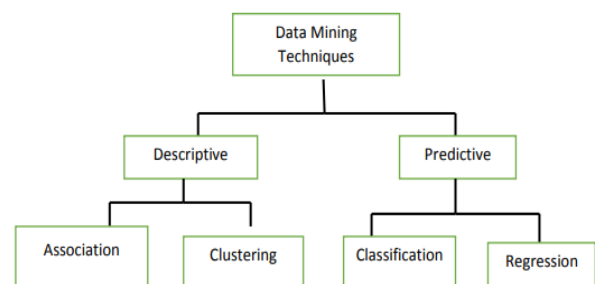 Data Mining
Techniques
Descriptive
Predictive
Association
Clustering
Classification
Regression